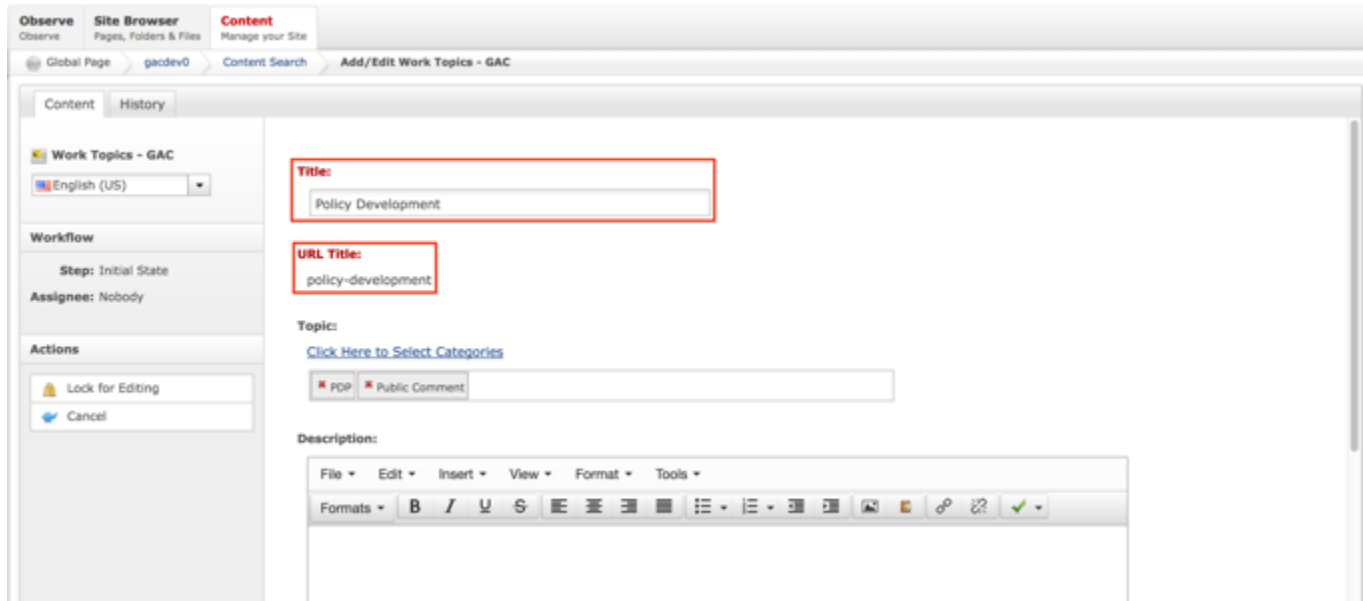 Observe Site Browser Content
Observe Pages, Folders & Files Manage your Site
Global Page gacdev0 Content Search Add/Edit Work Topics - GAC
Content History
Work Topics - GAC
English (US)
Workflow
Step: Initial State
Assignee: Nobody
Actions
Lock for Editing
Cancel
Title:
Policy Development
URL Title:
policy-development
Topic:
Click Here to Select Categories
PDP Public Comment
Description:
File Edit Insert View Format Tools
Formats B I U S